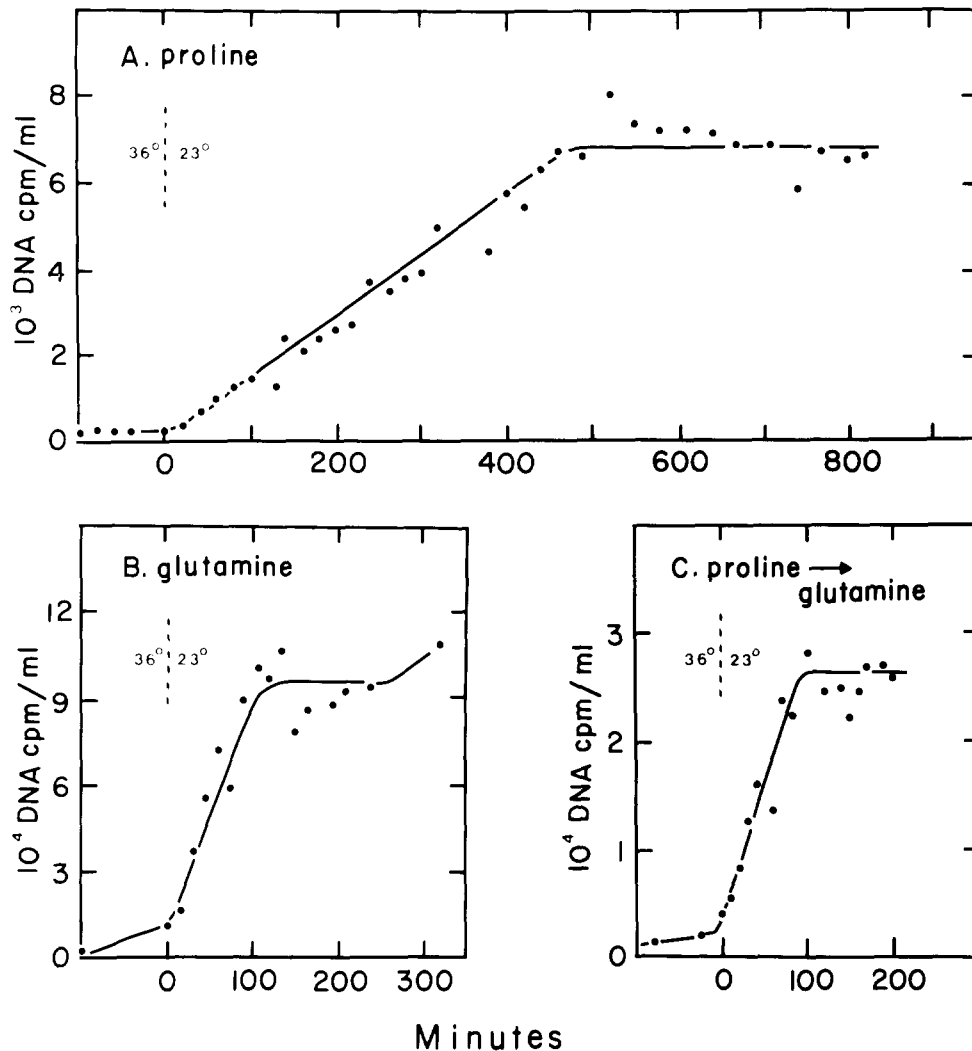 A. proline
8
6
4
2
0
36° 23°
10³ DNA cpm/ml
0 200 400 600 800
B. glutamine
12
9
6
3
0
36° 23°
10⁴ DNA cpm/ml
0 100 200 300
C. proline →
glutamine
3
2
1
0
36° 23°
10⁴ DNA cpm/ml
0 100 200
Minutes